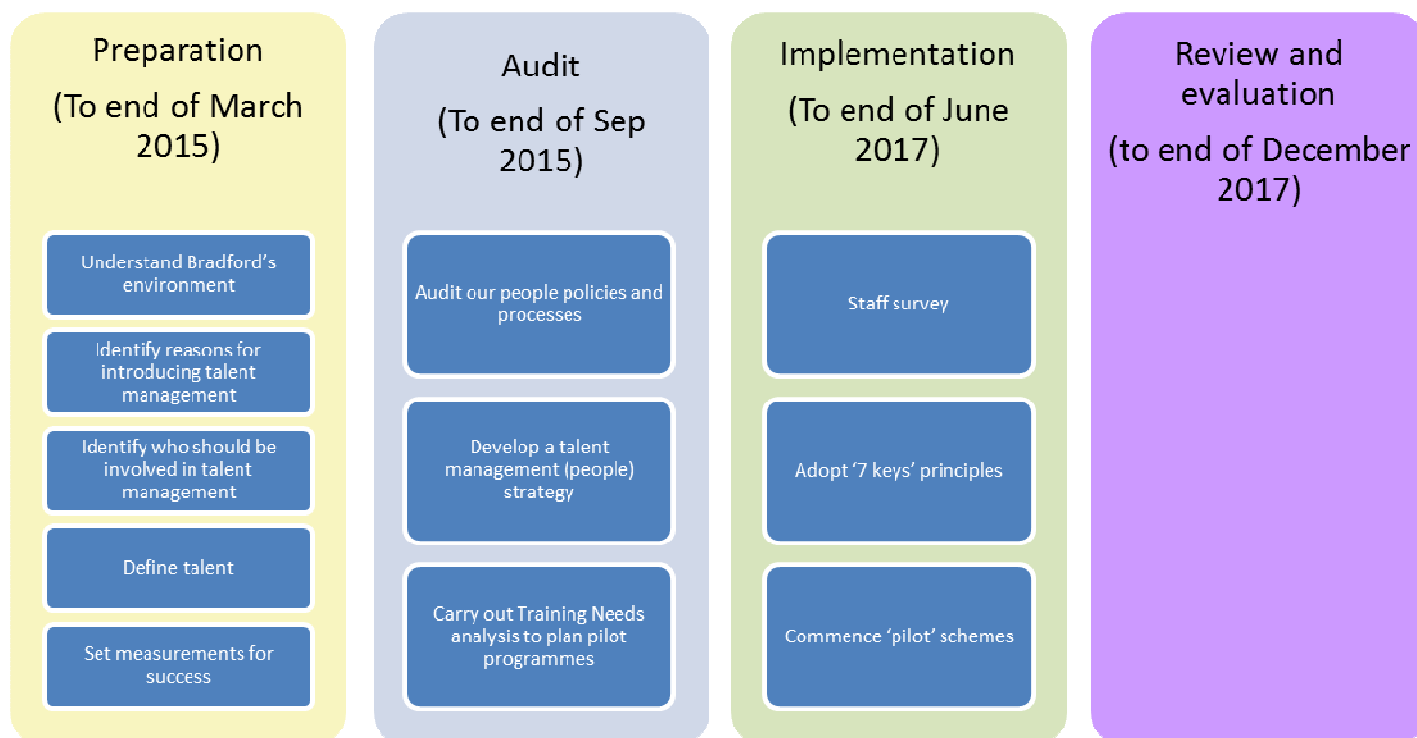 Preparation
(To end of March
2015)
Understand Bradford's
environment
Identify reasons for
introducing talent
management
Identify who should be
involved in talent
management
Define talent
Set measurements for
success
Audit
(To end of Sep
2015)
Audit our people policies and
processes
Develop a talent
management (people)
strategy
Carry out Training Needs
analysis to plan pilot
programmes
Implementation
(To end of June
2017)
Staff survey
Adopt ‘7 keys’ principles
Commence ‘pilot’ schemes
Review and
evaluation
(to end of December
2017)